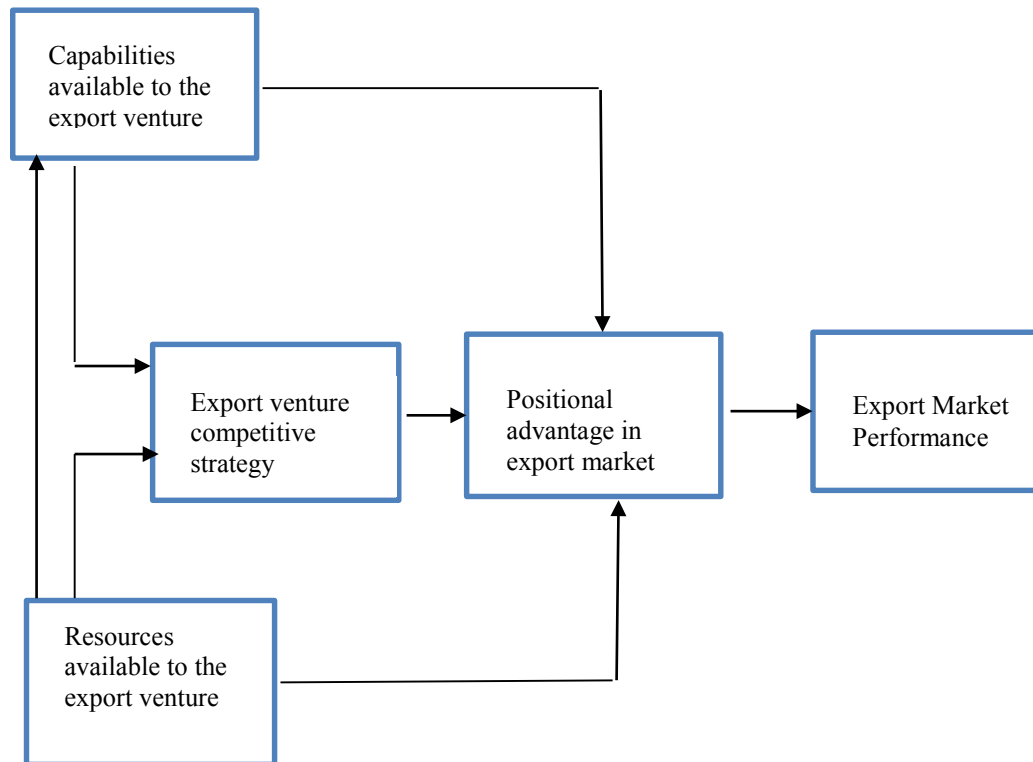 Capabilities
available to the
export venture
Export venture
competitive
strategy
Positional
advantage in
export market
Export Market
Performance
Resources
available to the
export venture